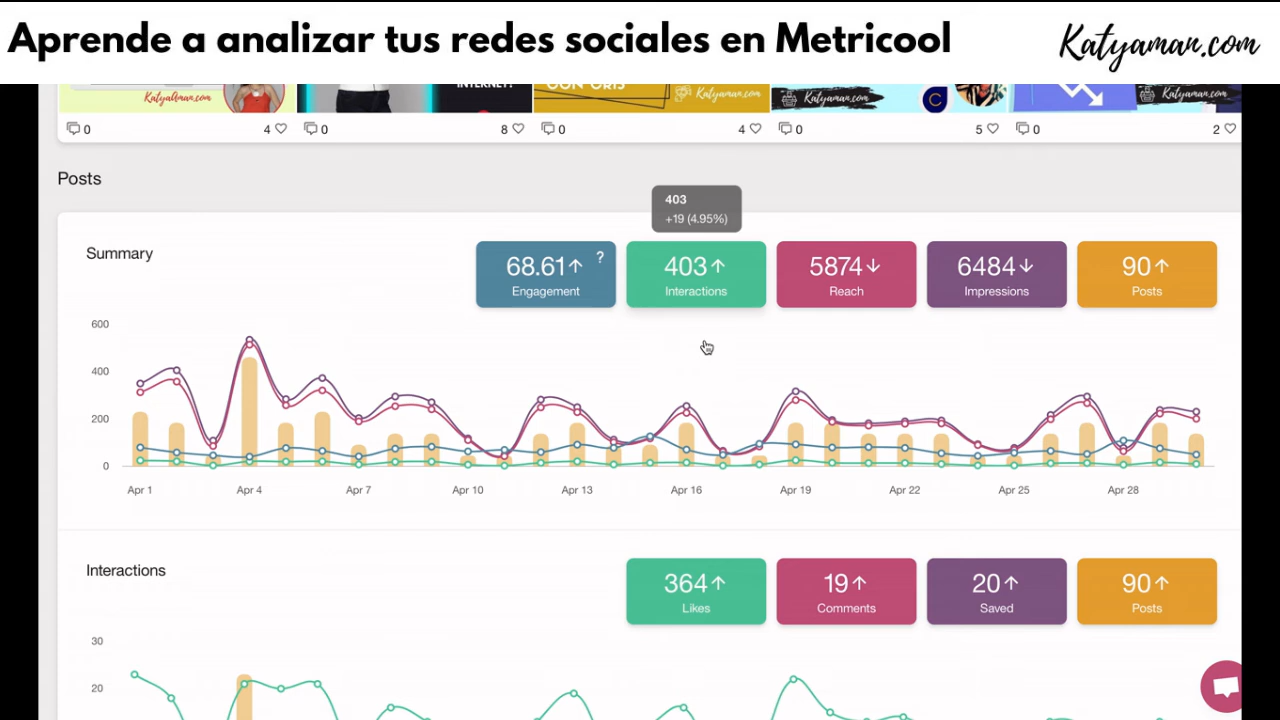 Aprende a analizar tus redes sociales en Metricool
Katyaman.com
KatyaAman.com
INTERNET?
Katyaman.com
Katyaman.com
Katyaman.com
0 4
0 8
0 4
0 5
0 2
Posts
403
+19 (4.95%)
Summary
68.61
?
Engagement
403
Interactions
5874
Reach
6484
Impressions
90
Posts
600
400
200
0
Apr 1 Apr 4 Apr 7 Apr 10 Apr 13 Apr 16 Apr 19 Apr 22 Apr 25 Apr 28
Interactions
364
Likes
19
Comments
20
Saved
90
Posts
30
20